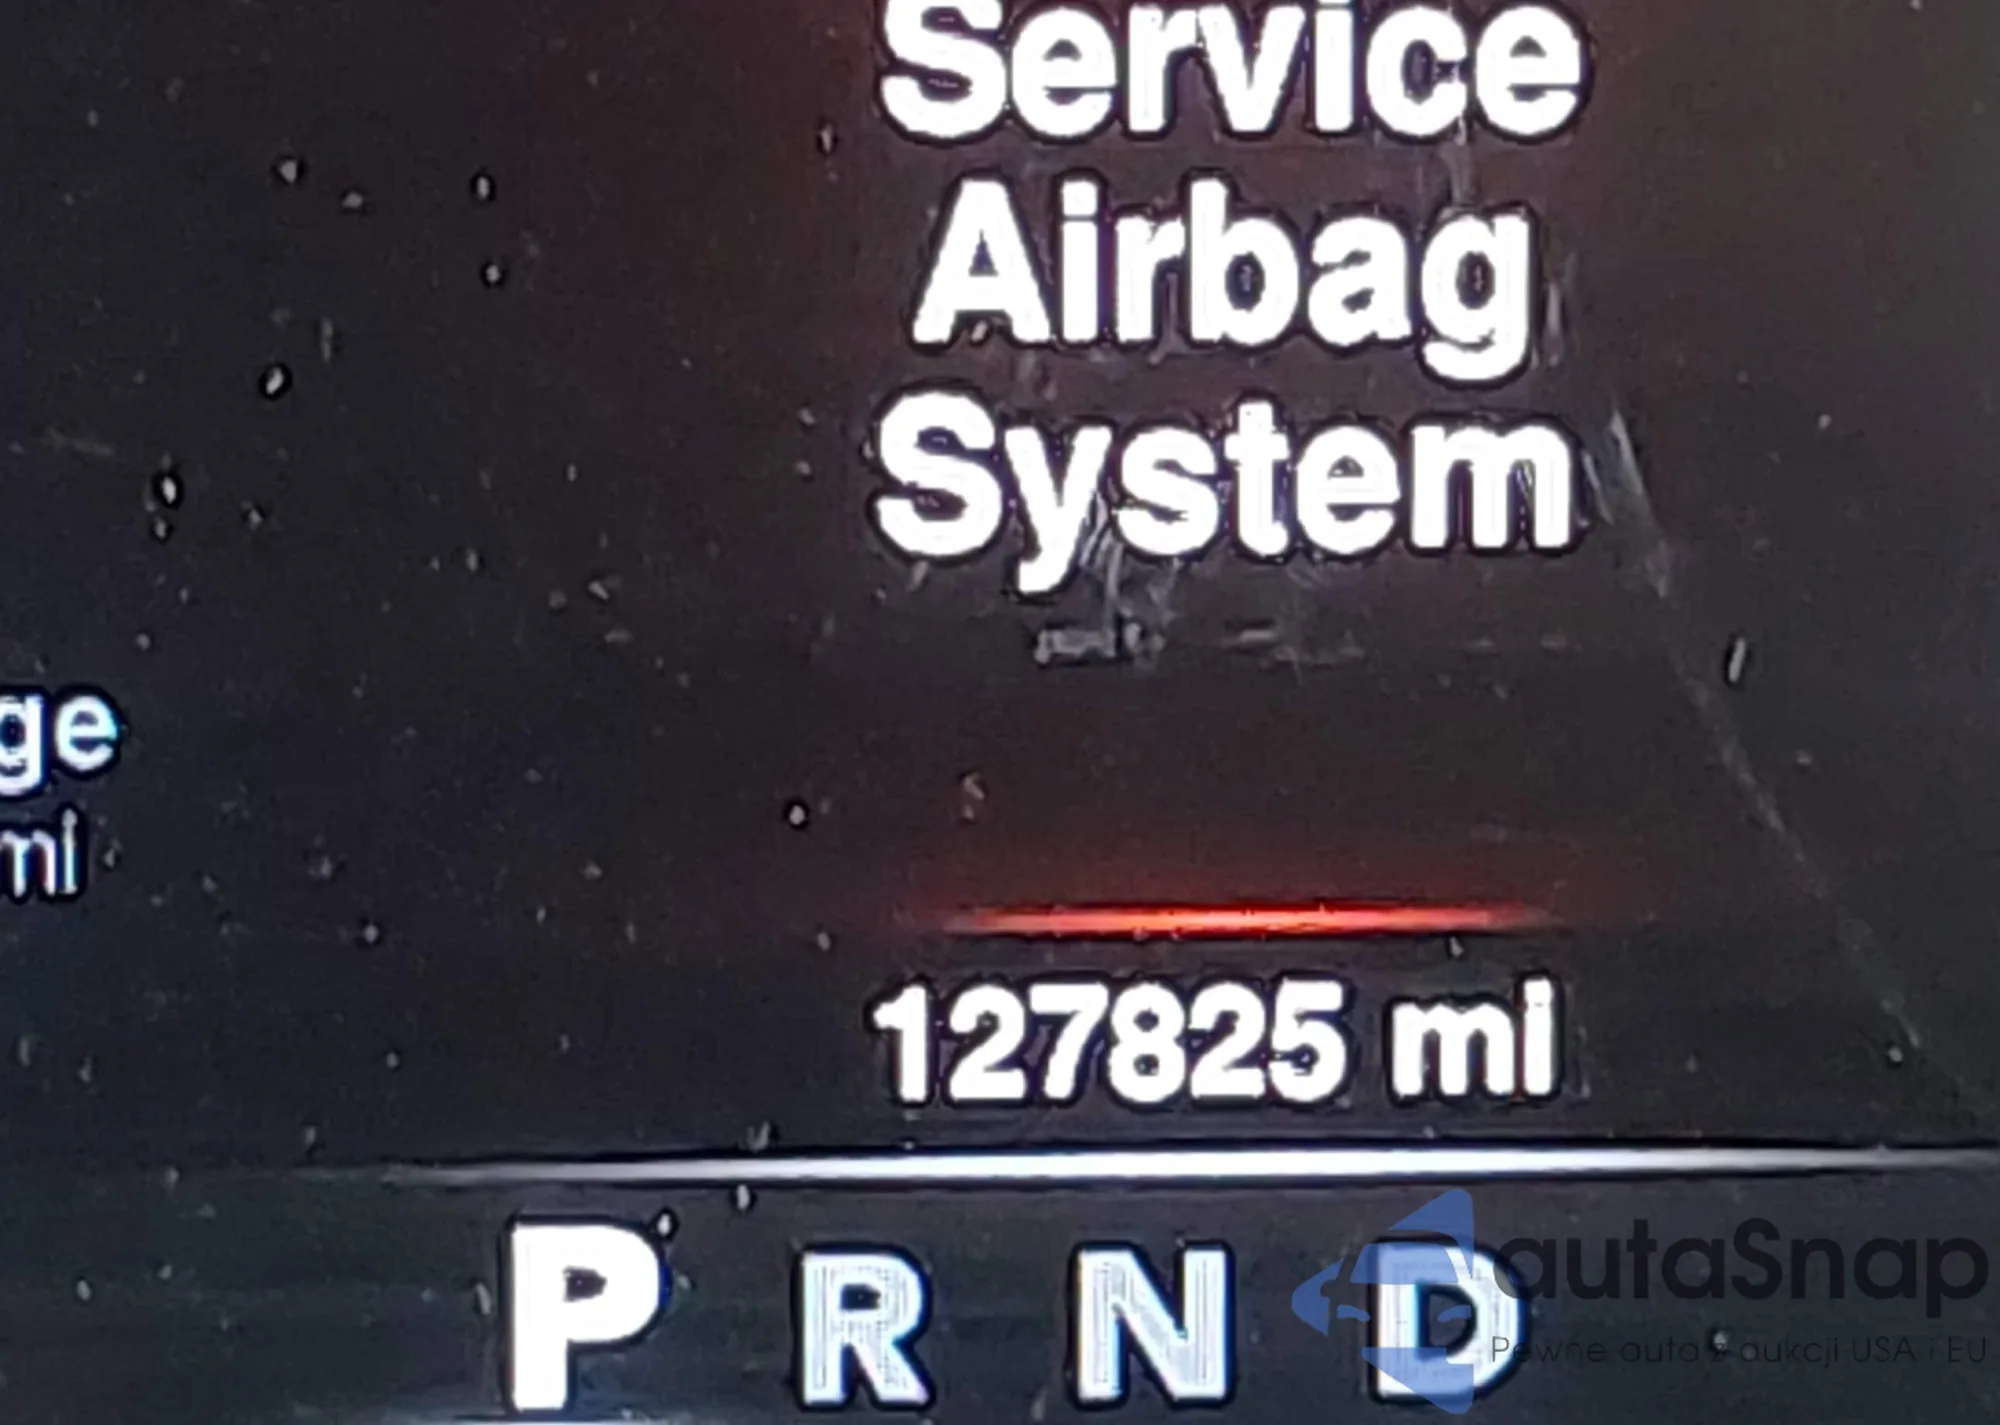 Service
Airbag
System
ge
mi
127825 mi
P R N D
autaSnap
Pewne auta z aukcji USA i EU